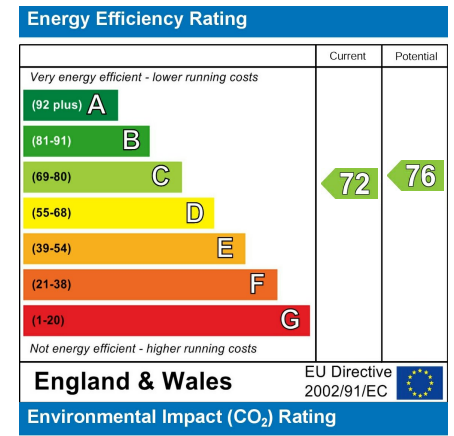 Energy Efficiency Rating
Current Potential
Very energy efficient - lower running costs
(92 plus) A
(81-91) B
(69-80) C
72 76
(55-68) D
(39-54) E
(21-38) F
(1-20) G
Not energy efficient - higher running costs
England & Wales
EU Directive
2002/91/EC
Environmental Impact (CO₂) Rating